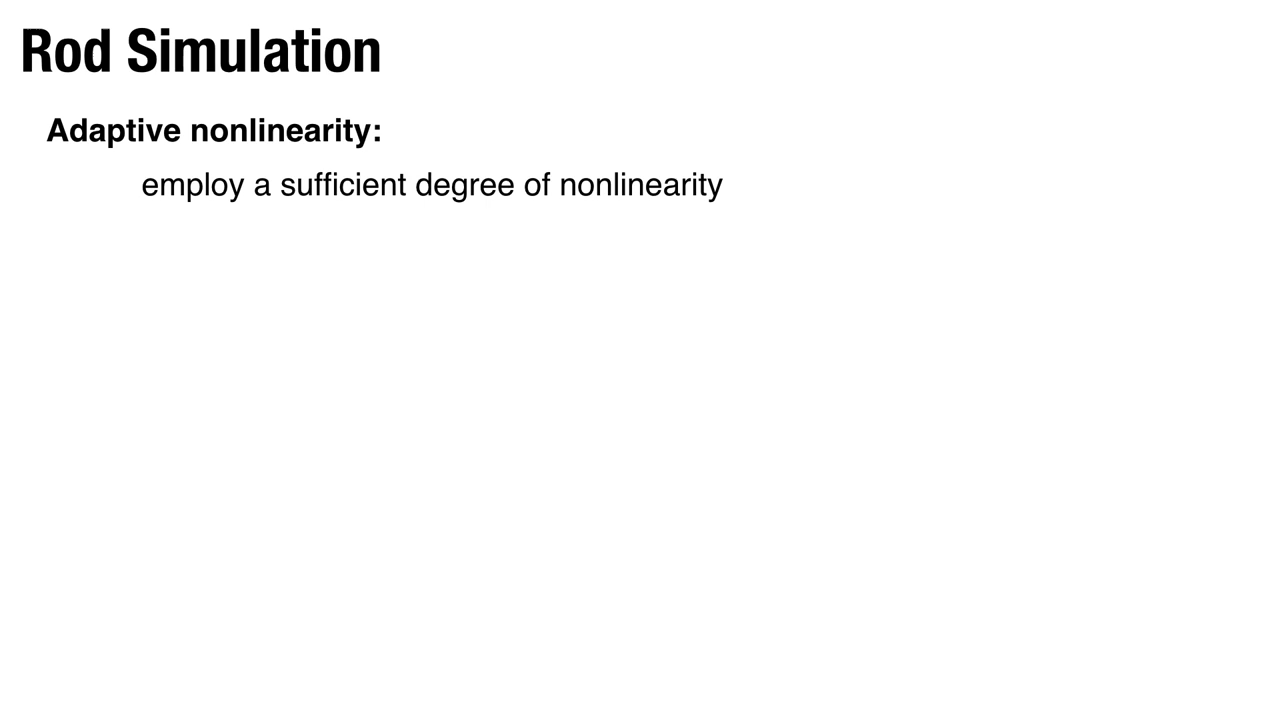 Rod Simulation
Adaptive nonlinearity:
employ a sufficient degree of nonlinearity